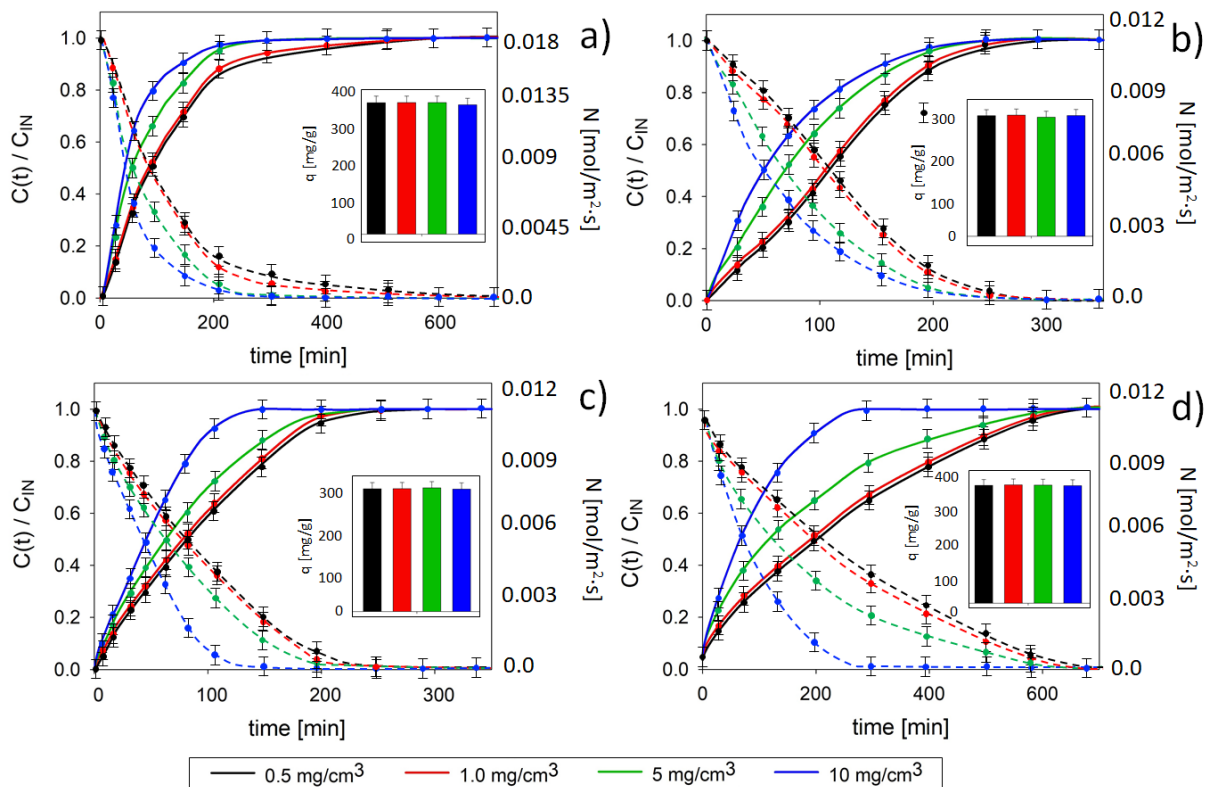 a)
1.0
0.8
0.6
0.4
0.2
0.0
C(t) / C_IN
0.018
0.0135
0.009
0.0045
0.0
N [mol/m²·s]
400
300
200
100
0
q [mg/g]
0 200 400 600
time [min]
b)
1.0
0.8
0.6
0.4
0.2
0.0
C(t) / C_IN
0.012
0.009
0.006
0.003
0.0
N [mol/m²·s]
300
200
100
0
q [mg/g]
0 100 200 300
time [min]
c)
1.0
0.8
0.6
0.4
0.2
0.0
C(t) / C_IN
0.012
0.009
0.006
0.003
0.0
N [mol/m²·s]
300
200
100
0
q [mg/g]
0 100 200 300
time [min]
d)
1.0
0.8
0.6
0.4
0.2
0.0
C(t) / C_IN
0.012
0.009
0.006
0.003
0.0
N [mol/m²·s]
400
300
200
100
0
q [mg/g]
0 200 400 600
time [min]
0.5 mg/cm³ 1.0 mg/cm³ 5 mg/cm³ 10 mg/cm³